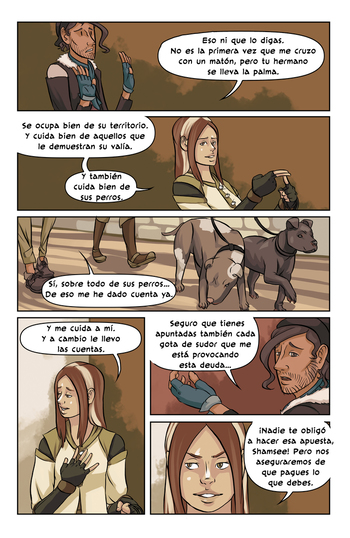 Eso ni que lo digas.
No es la primera vez que me cruzo
con un matón, pero tu hermano
se lleva la palma.
Se ocupa bien de su territorio.
Y cuida bien de aquellos que
le demuestran su valía.
Y también
cuida bien de
sus perros.
Sí, sobre todo de sus perros...
De eso me he dado cuenta ya.
Y me cuida a mí.
Y a cambio le llevo
las cuentas.
Seguro que tienes
apuntadas también cada
gota de sudor que me
está provocando
esta deuda...
¡Nadie te obligó
a hacer esa apuesta,
Shamsee! Pero nos
aseguraremos de
que pagues lo
que debes.